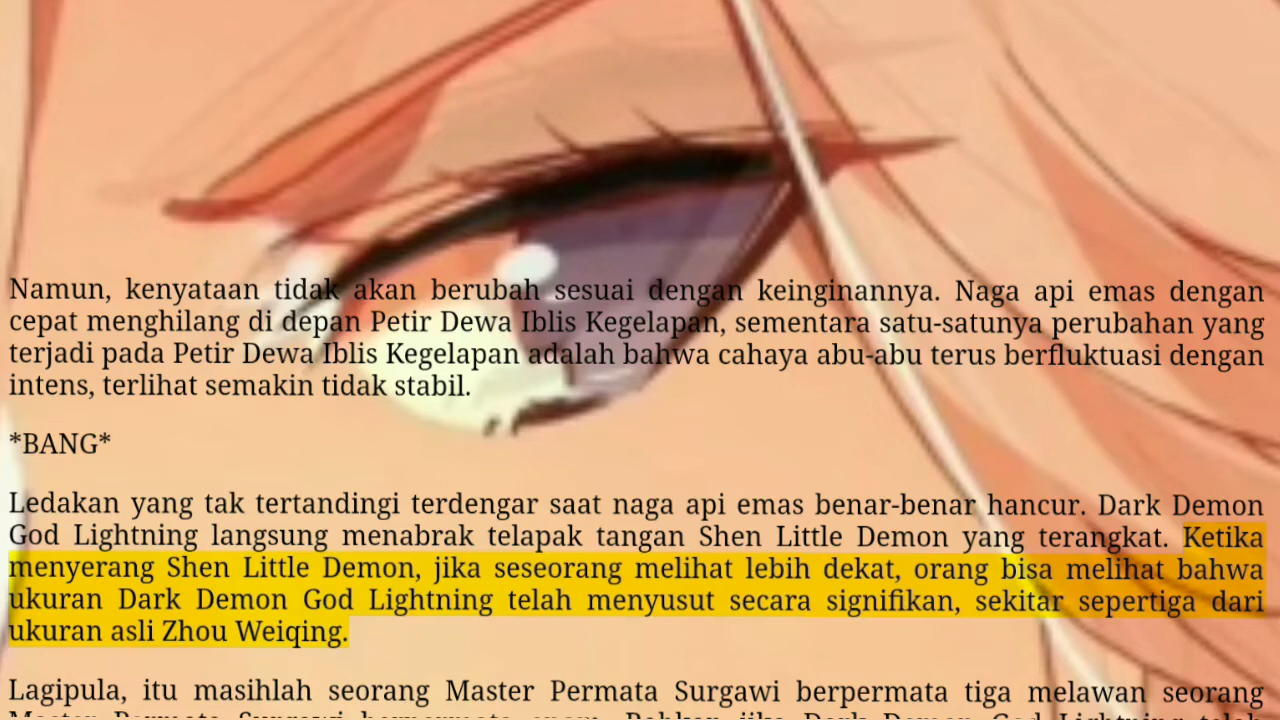 Namun, kenyataan tidak akan berubah sesuai dengan keinginannya. Naga api emas dengan
cepat menghilang di depan Petir Dewa Iblis Kegelapan, sementara satu-satunya perubahan yang
terjadi pada Petir Dewa Iblis Kegelapan adalah bahwa cahaya abu-abu terus berfluktuasi dengan
intens, terlihat semakin tidak stabil.
*BANG*
Ledakan yang tak tertandingi terdengar saat naga api emas benar-benar hancur. Dark Demon
God Lightning langsung menabrak telapak tangan Shen Little Demon yang terangkat. Ketika
menyerang Shen Little Demon, jika seseorang melihat lebih dekat, orang bisa melihat bahwa
ukuran Dark Demon God Lightning telah menyusut secara signifikan, sekitar sepertiga dari
ukuran asli Zhou Weiqing.
Lagipula, itu masihlah seorang Master Permata Surgawi berpermata tiga melawan seorang